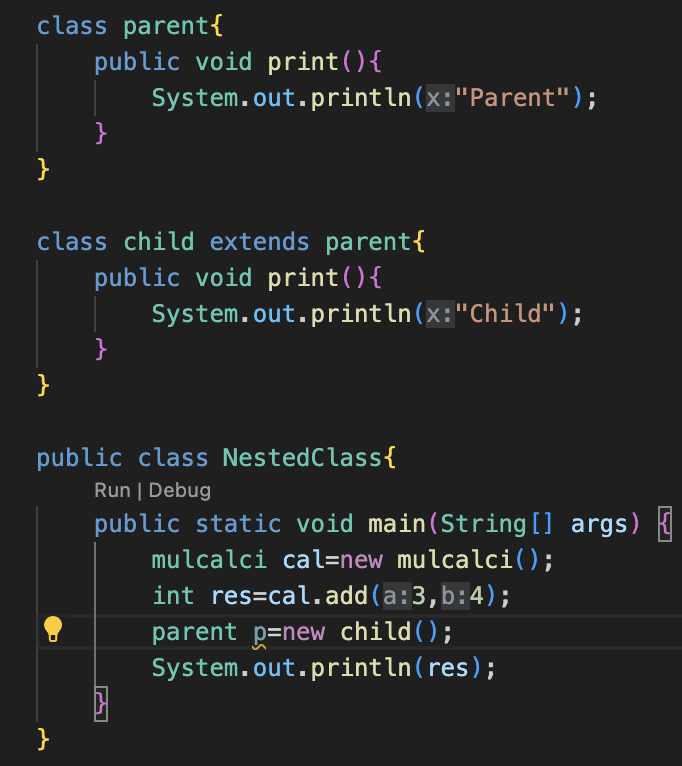 class parent{
public void print(){
System.out.println(x:"Parent");
}
}
class child extends parent{
public void print(){
System.out.println(x:"Child");
}
}
public class NestedClass{
Run | Debug
public static void main(String[] args) {
mulcalci cal=new mulcalci();
int res=cal.add(a:3,b:4);
parent p=new child();
System.out.println(res);
}
}